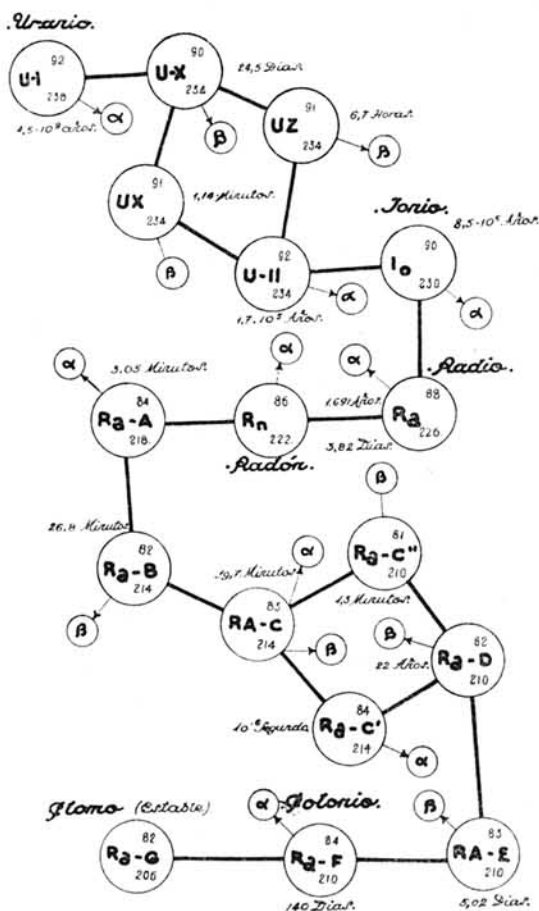 Uranio.
92
U-I
238
α
4,5-10⁹ años.
90
U-X
234
24,5 Días.
β
91
UZ
234
6,7 Horas.
β
91
UX
234
1,14 Minutos.
β
92
U-II
234
α
1,7-10⁵ Años.
Ionio.
8,5-10⁴ Años.
90
Io
230
α
Radio.
88
Ra
226
1.691 Años.
α
α
86
Rn
222
3,82 Días.
Radón.
α
3.05 Minutos.
84
Ra-A
218
26.8 Minutos.
82
Ra-B
214
β
19,7 Minutos.
α
83
RA-C
214
β
β
81
Ra-C"
210
1,3 Minutos.
β
82
Ra-D
210
22 Años.
84
Ra-C'
214
α
Plomo (Estable)
82
Ra-G
206
α
Polonio.
84
Ra-F
210
140 Días.
β
83
RA-E
210
5,02 Días.